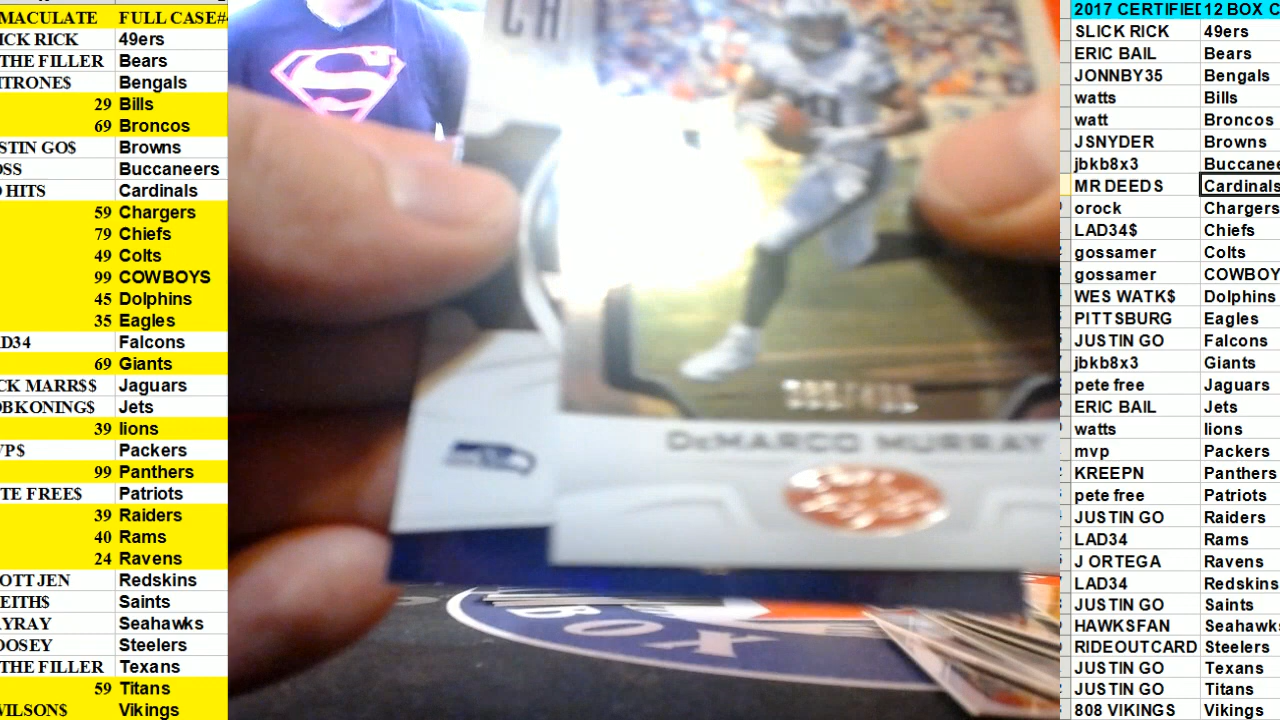 MACULATE FULL CASE#
ICK RICK 49ers
THE FILLER Bears
ITRONE$ Bengals
29 Bills
69 Broncos
STIN GO$ Browns
OSS Buccaneers
O HITS Cardinals
59 Chargers
79 Chiefs
49 Colts
99 COWBOYS
45 Dolphins
35 Eagles
D34 Falcons
69 Giants
CK MARR$$ Jaguars
OBKONING$ Jets
39 lions
VP$ Packers
99 Panthers
TE FREE$ Patriots
39 Raiders
40 Rams
24 Ravens
OTT JEN Redskins
EITH$ Saints
AYRAY Seahawks
OOSEY Steelers
THE FILLER Texans
59 Titans
WILSON$ Vikings
DeMARCO MURRAY
BOX
2017 CERTIFIED 12 BOX C
SLICK RICK 49ers
ERIC BAIL Bears
JONNBY35 Bengals
watts Bills
watt Broncos
JSNYDER Browns
jbkb8x3 Buccanee
MR DEEDS Cardinals
orock Chargers
LAD34$ Chiefs
gossamer Colts
gossamer COWBOY
WES WATK$ Dolphins
PITTSBURG Eagles
JUSTIN GO Falcons
jbkb8x3 Giants
pete free Jaguars
ERIC BAIL Jets
watts lions
mvp Packers
KREEPN Panthers
pete free Patriots
JUSTIN GO Raiders
LAD34 Rams
J ORTEGA Ravens
LAD34 Redskins
JUSTIN GO Saints
HAWKSFAN Seahawk
RIDEOUTCARD Steelers
JUSTIN GO Texans
JUSTIN GO Titans
808 VIKINGS Vikings